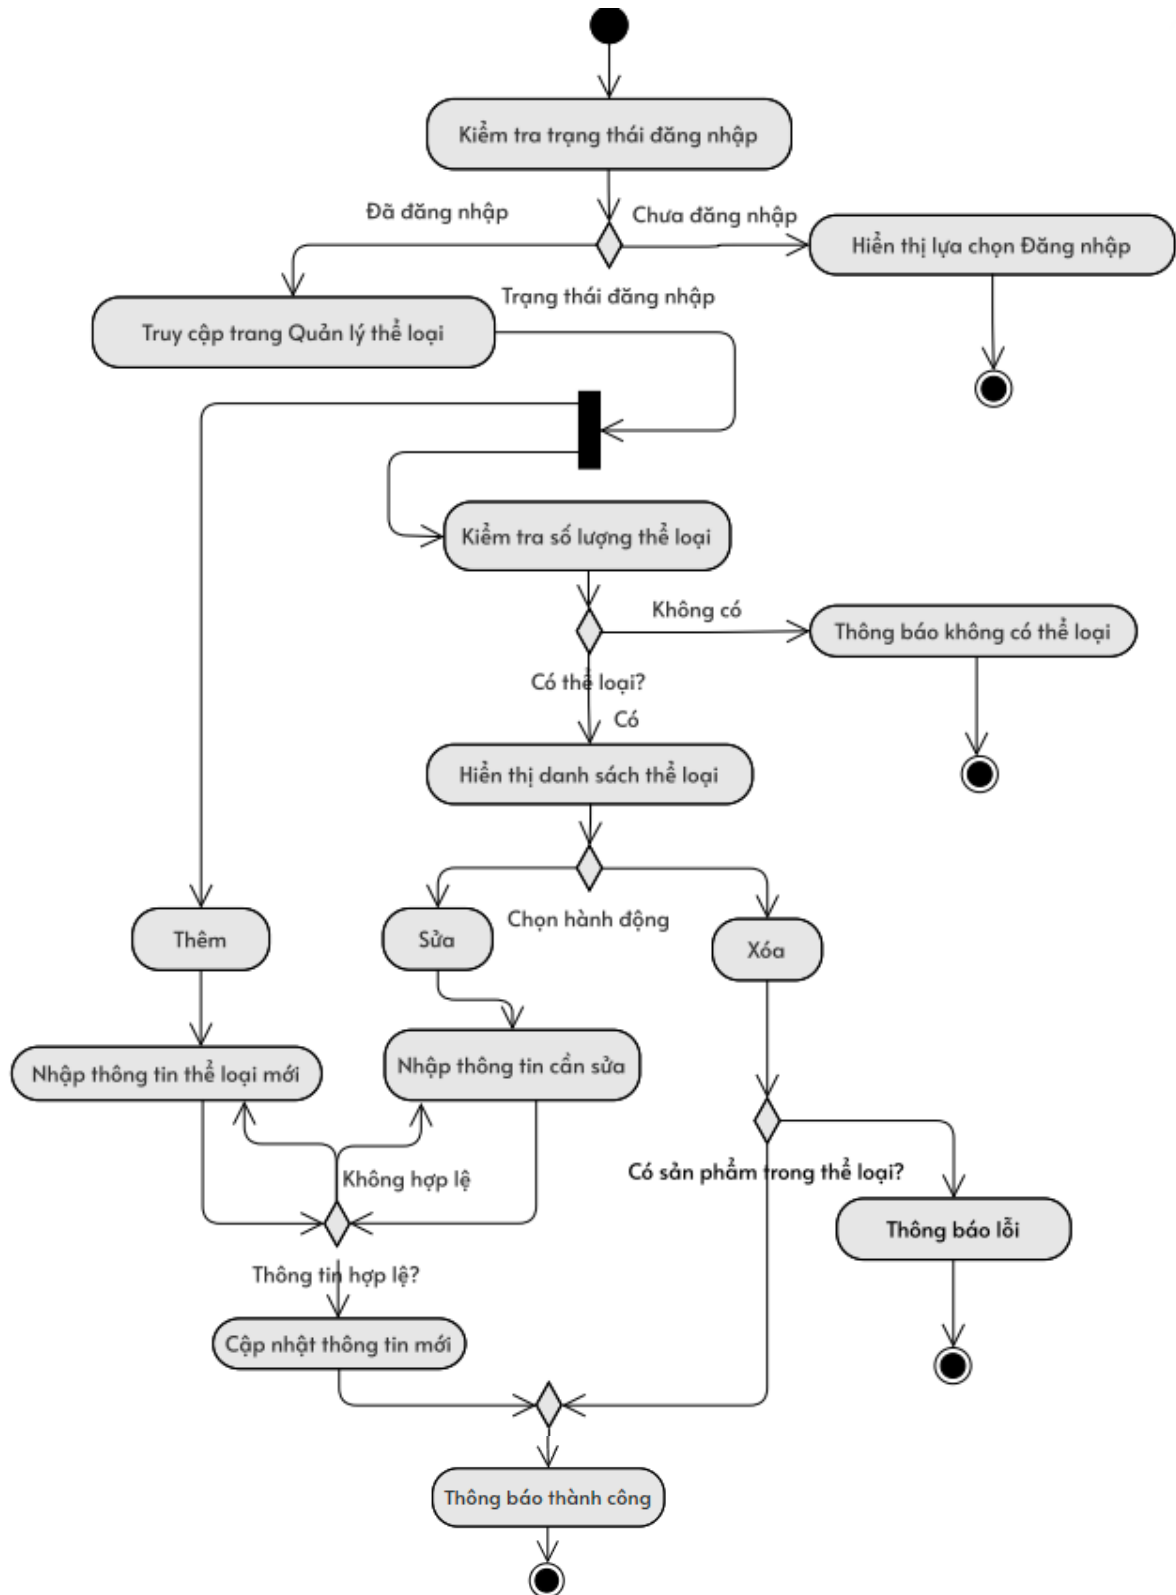 Kiểm tra trạng thái đăng nhập
Đã đăng nhập
Chưa đăng nhập
Hiển thị lựa chọn Đăng nhập
Trạng thái đăng nhập
Truy cập trang Quản lý thể loại
Kiểm tra số lượng thể loại
Không có
Thông báo không có thể loại
Có thể loại?
Có
Hiển thị danh sách thể loại
Chọn hành động
Thêm
Sửa
Xóa
Nhập thông tin thể loại mới
Nhập thông tin cần sửa
Không hợp lệ
Có sản phẩm trong thể loại?
Thông báo lỗi
Thông tin hợp lệ?
Cập nhật thông tin mới
Thông báo thành công